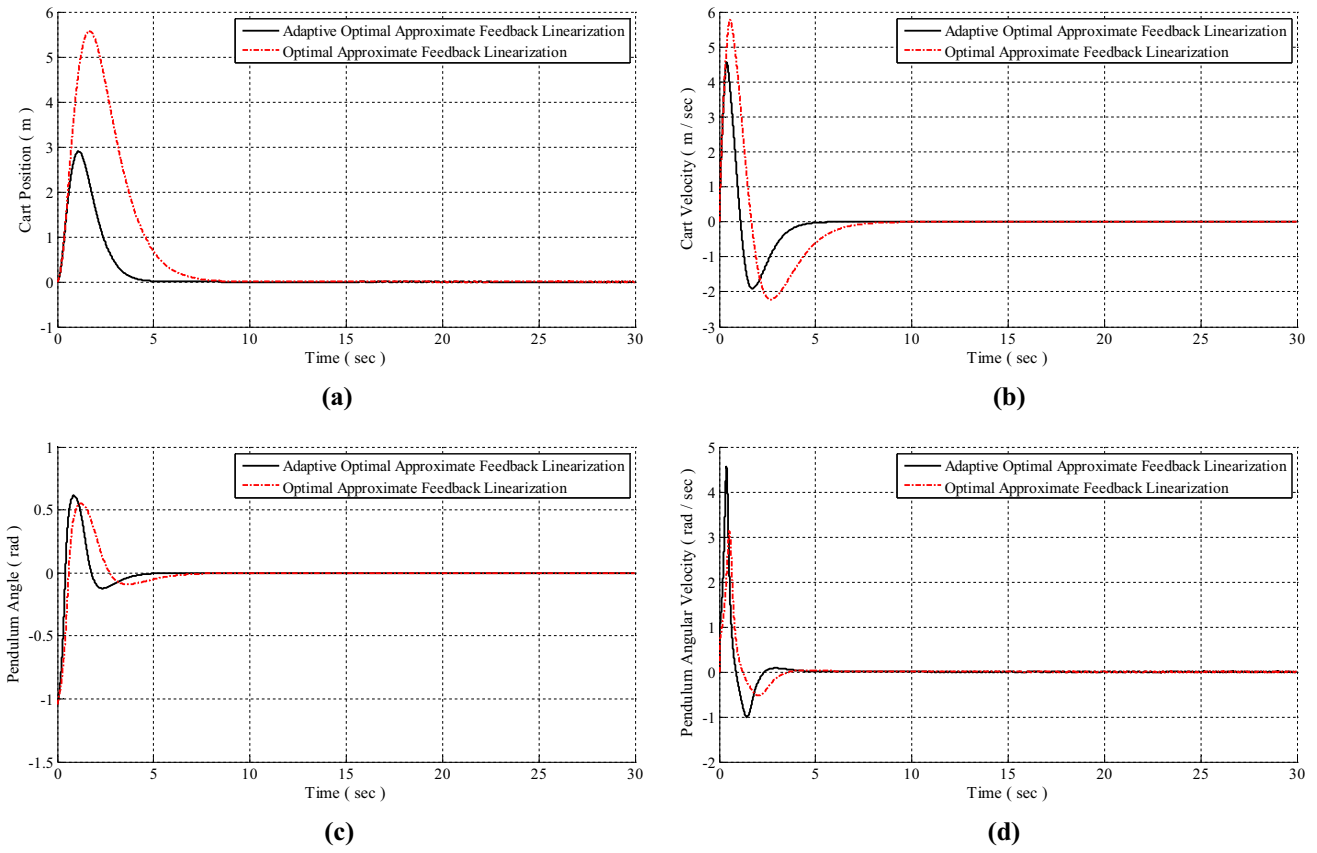 6
5
4
3
2
1
0
-1
Cart Position ( m )
Adaptive Optimal Approximate Feedback Linearization
Optimal Approximate Feedback Linearization
0 5 10 15 20 25 30
Time ( sec )
(a)
6
5
4
3
2
1
0
-1
-2
-3
Cart Velocity ( m / sec )
Adaptive Optimal Approximate Feedback Linearization
Optimal Approximate Feedback Linearization
0 5 10 15 20 25 30
Time ( sec )
(b)
1
0.5
0
-0.5
-1
-1.5
Pendulum Angle ( rad )
Adaptive Optimal Approximate Feedback Linearization
Optimal Approximate Feedback Linearization
0 5 10 15 20 25 30
Time ( sec )
(c)
5
4
3
2
1
0
-1
-2
Pendulum Angular Velocity ( rad / sec )
Adaptive Optimal Approximate Feedback Linearization
Optimal Approximate Feedback Linearization
0 5 10 15 20 25 30
Time ( sec )
(d)